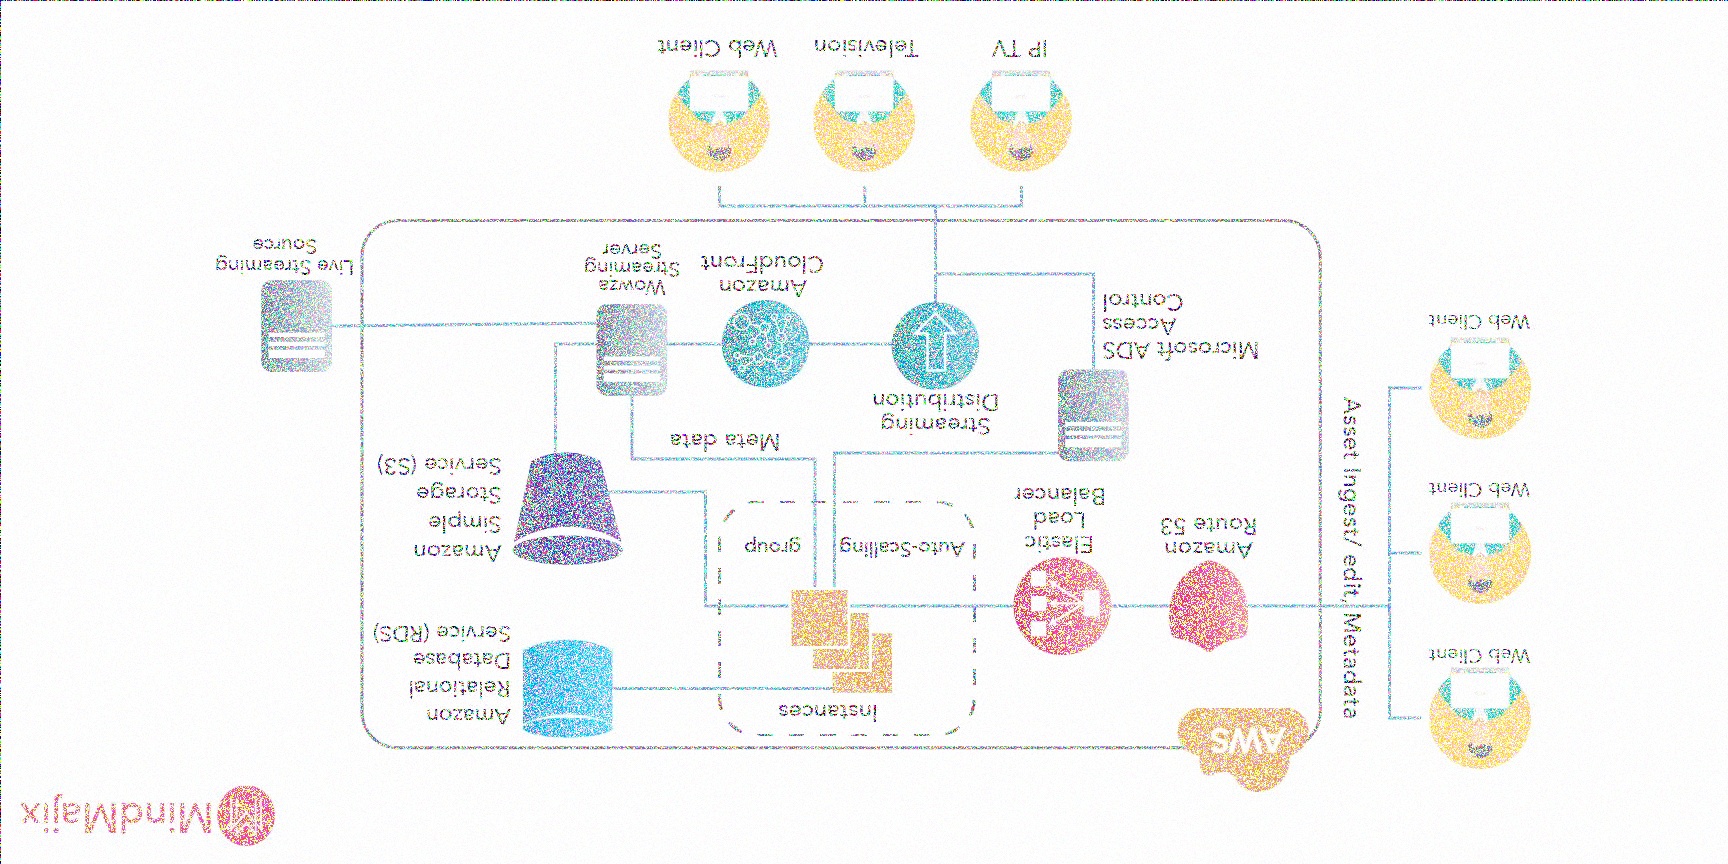 MindMajix
AWS
Web Client
Web Client
Web Client
Asset Ingest/ edit, Metadata
Instances
Auto-Scalling
group
Amazon
Relational
Database
Service (RDS)
Amazon
Route 53
Elastic
Load
Balancer
Amazon
Simple
Storage
Service (S3)
Meta data
Microsoft ADS
Access
Control
Streaming
Distribution
Amazon
CloudFront
Wowza
Streaming
Server
Live Streaming
Source
IP TV
Television
Web Client